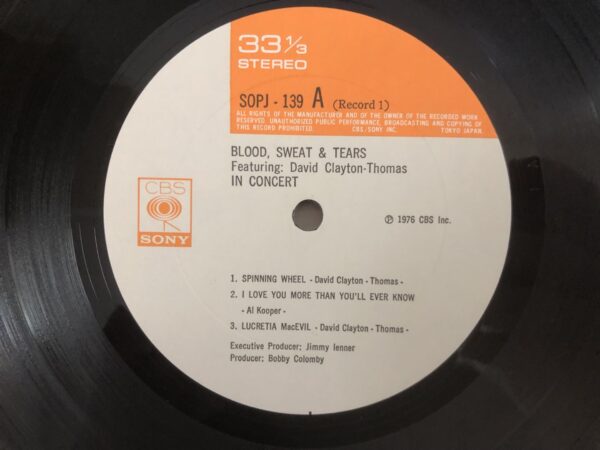 33 1/3
STEREO
SOPJ - 139 A (Record 1)
ALL RIGHTS OF THE MANUFACTURER AND OF THE OWNER OF THE RECORDED WORK
RESERVED. UNAUTHORIZED PUBLIC PERFORMANCE, BROADCASTING AND COPYING OF
THIS RECORD PROHIBITED. CBS/SONY INC. TOKYO JAPAN.
BLOOD, SWEAT & TEARS
Featuring: David Clayton-Thomas
IN CONCERT
CBS
SONY
℗ 1976 CBS Inc.
1. SPINNING WHEEL - David Clayton - Thomas -
2. I LOVE YOU MORE THAN YOU'LL EVER KNOW
- Al Kooper -
3. LUCRETIA MacEVIL - David Clayton - Thomas -
Executive Producer: Jimmy Ienner
Producer: Bobby Colomby